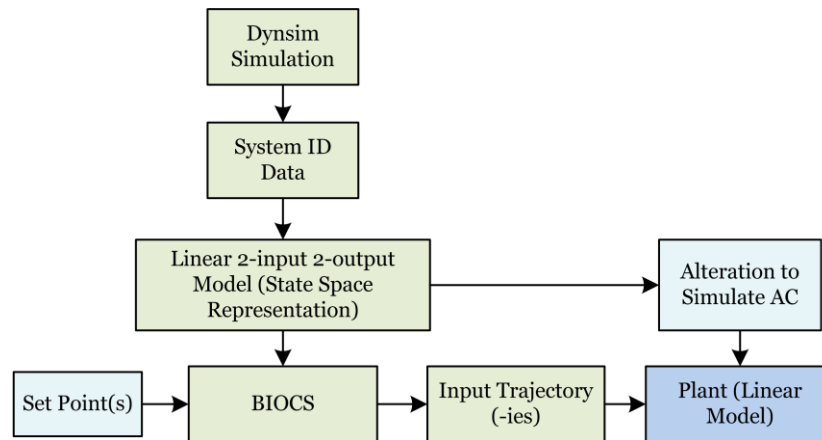 Dynsim
Simulation
System ID
Data
Linear 2-input 2-output
Model (State Space
Representation)
Alteration to
Simulate AC
Set Point(s)
BIOCS
Input Trajectory
(-ies)
Plant (Linear
Model)